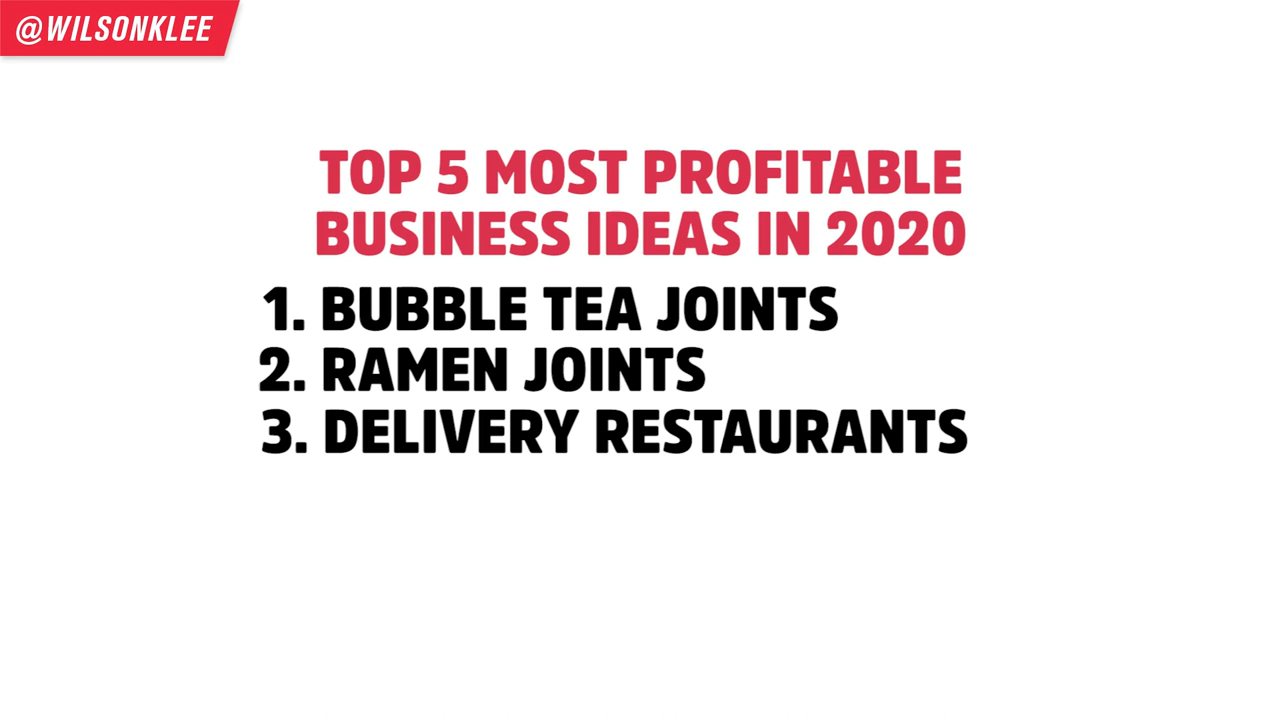 @WILSONKLEE
TOP 5 MOST PROFITABLE
BUSINESS IDEAS IN 2020
1. BUBBLE TEA JOINTS
2. RAMEN JOINTS
3. DELIVERY RESTAURANTS